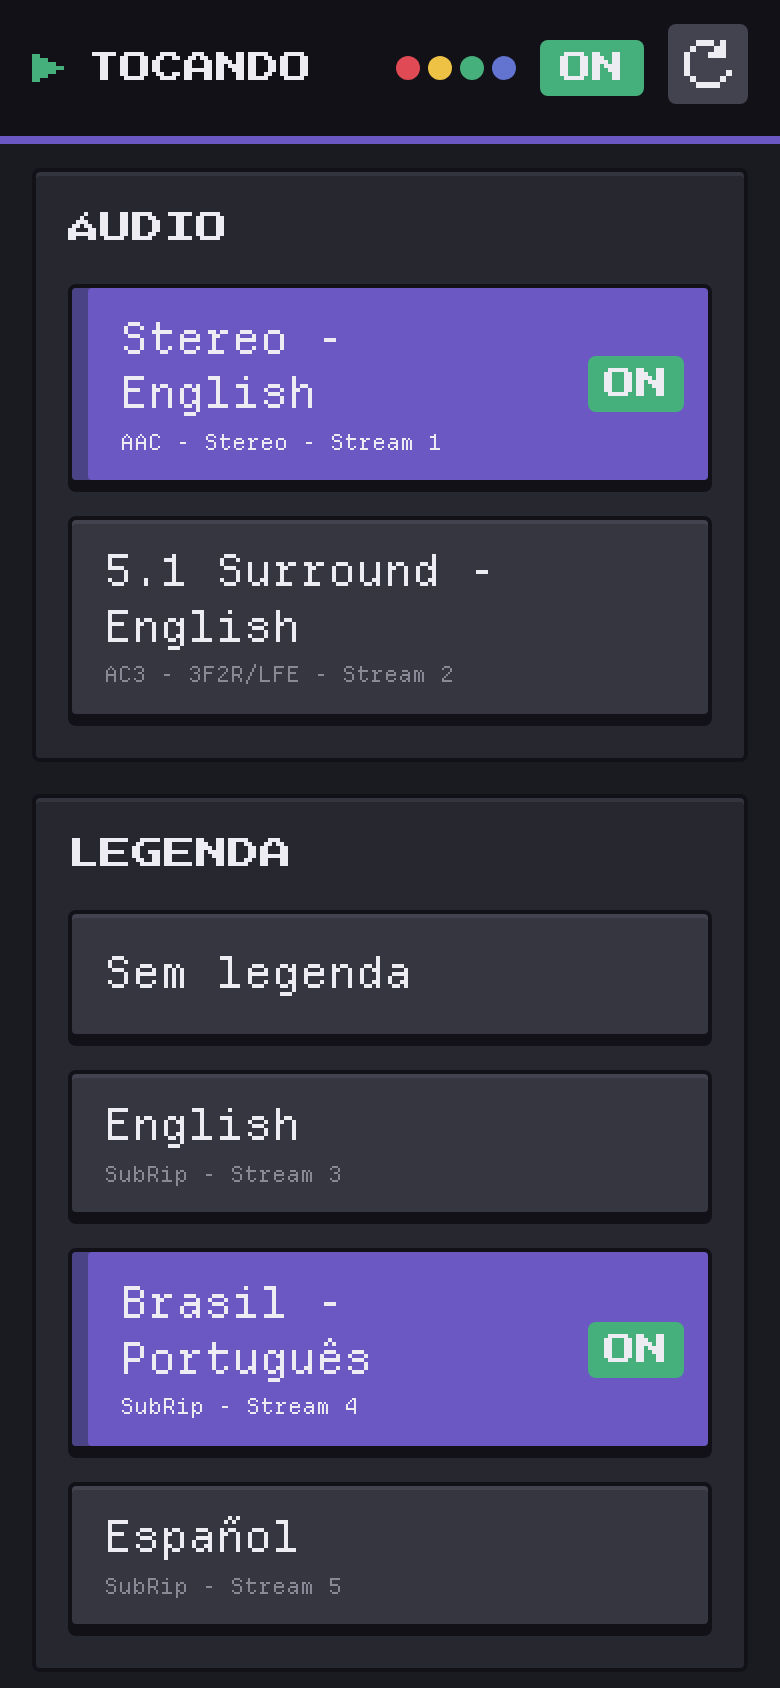 TOCANDO
ON
AUDIO
Stereo -
English
AAC - Stereo - Stream 1
ON
5.1 Surround -
English
AC3 - 3F2R/LFE - Stream 2
LEGENDA
Sem legenda
English
SubRip - Stream 3
Brasil -
Português
SubRip - Stream 4
ON
Español
SubRip - Stream 5